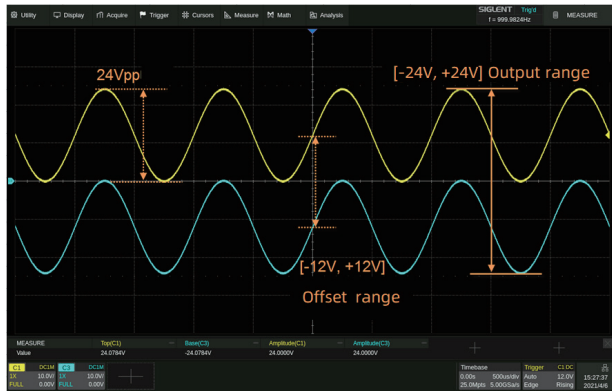 Utility Display Acquire Trigger Cursors Measure Math Analysis SIGLENT Trig'd MEASURE
f = 999.9824Hz
24Vpp
[-24V, +24V] Output range
[-12V, +12V]
Offset range
MEASURE Top(C1) Base(C3) Amplitude(C1) Amplitude(C3)
Value 24.0784V -24.0784V 24.0000V 24.0000V
C1 DC1M C3 DC1M Timebase Trigger C1 DC
1X 10.0V/ 1X 10.0V/ 0.00s 500us/div Auto 12.0V 15:27:37
FULL 0.00V FULL 0.00V 25.0Mpts 5.00GSa/s Edge Rising 2021/4/6